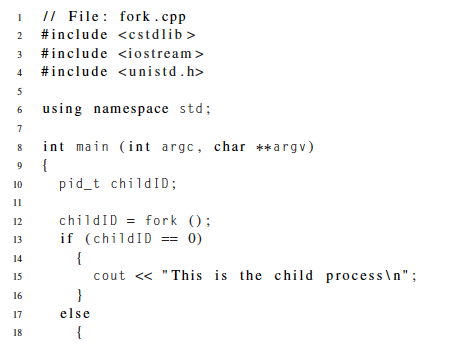 1 // File: fork.cpp
2 #include <cstdlib>
3 #include <iostream>
4 #include <unistd.h>
5
6 using namespace std;
7
8 int main (int argc, char **argv)
9 {
10 pid_t childID;
11
12 childID = fork ();
13 if (childID == 0)
14 {
15 cout << "This is the child process\n";
16 }
17 else
18 {